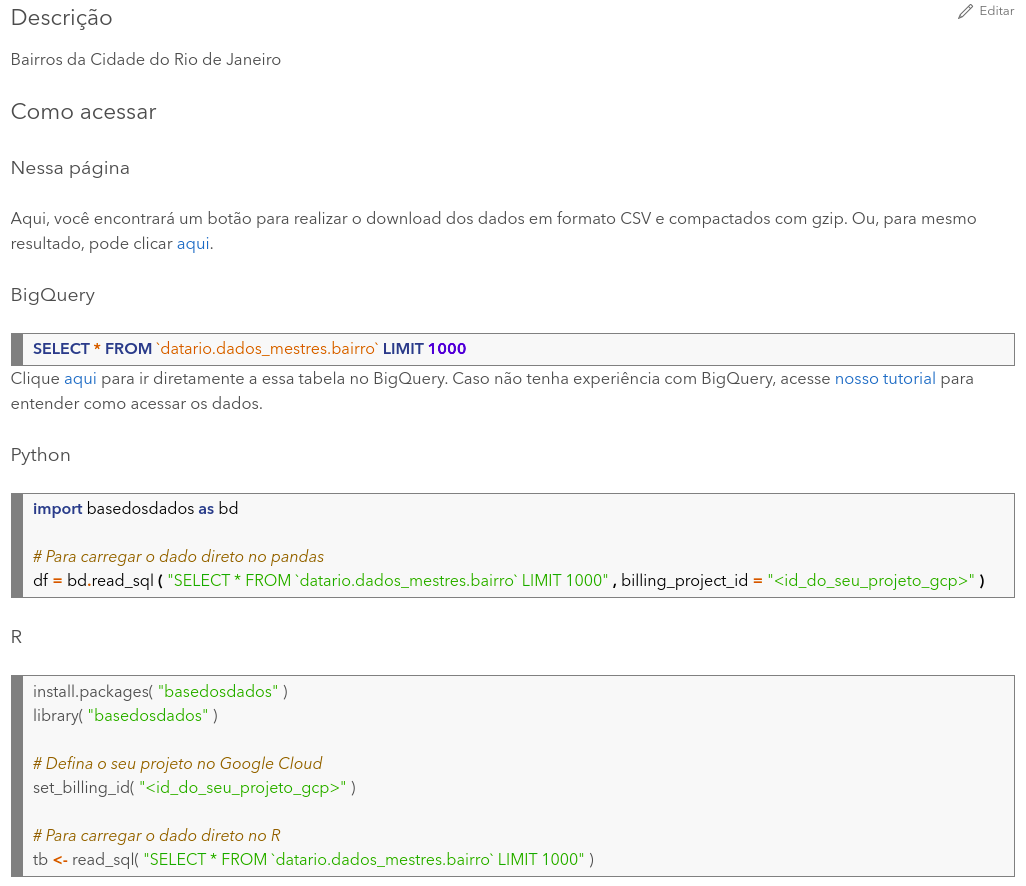 Descrição
Editar
Bairros da Cidade do Rio de Janeiro
Como acessar
Nessa página
Aqui, você encontrará um botão para realizar o download dos dados em formato CSV e compactados com gzip. Ou, para mesmo
resultado, pode clicar aqui.
BigQuery
SELECT * FROM `datario.dados_mestres.bairro` LIMIT 1000
Clique aqui para ir diretamente a essa tabela no BigQuery. Caso não tenha experiência com BigQuery, acesse nosso tutorial para
entender como acessar os dados.
Python
import basedosdados as bd
# Para carregar o dado direto no pandas
df = bd.read_sql ( "SELECT * FROM `datario.dados_mestres.bairro` LIMIT 1000" , billing_project_id = "<id_do_seu_projeto_gcp>" )
R
install.packages( "basedosdados" )
library( "basedosdados" )
# Defina o seu projeto no Google Cloud
set_billing_id( "<id_do_seu_projeto_gcp>" )
# Para carregar o dado direto no R
tb <- read_sql( "SELECT * FROM `datario.dados_mestres.bairro` LIMIT 1000" )